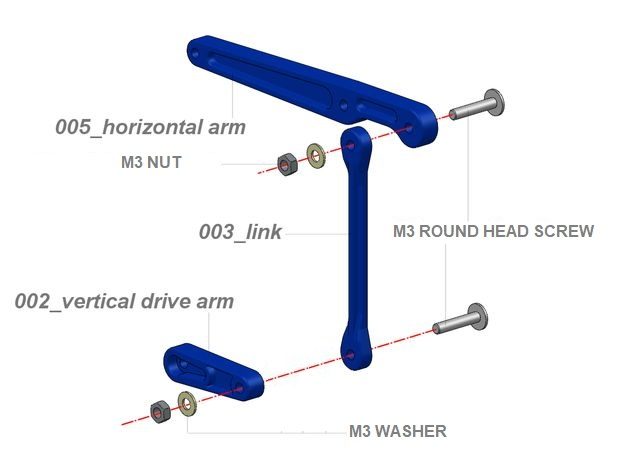 005_horizontal arm
M3 NUT
003_link
M3 ROUND HEAD SCREW
002_vertical drive arm
M3 WASHER